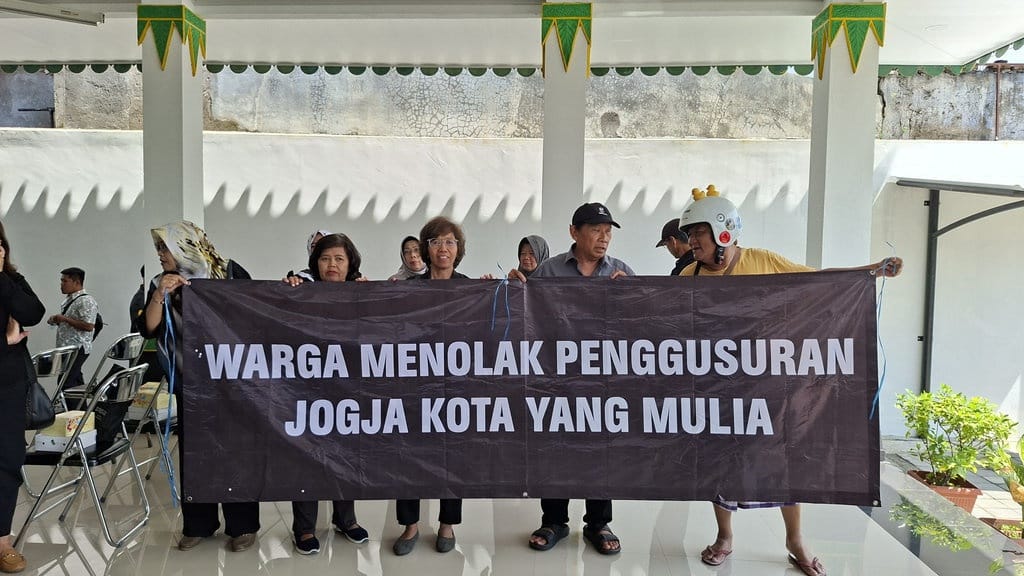 WARGA MENOLAK PENGGUSURAN
JOGJA KOTA YANG MULIA